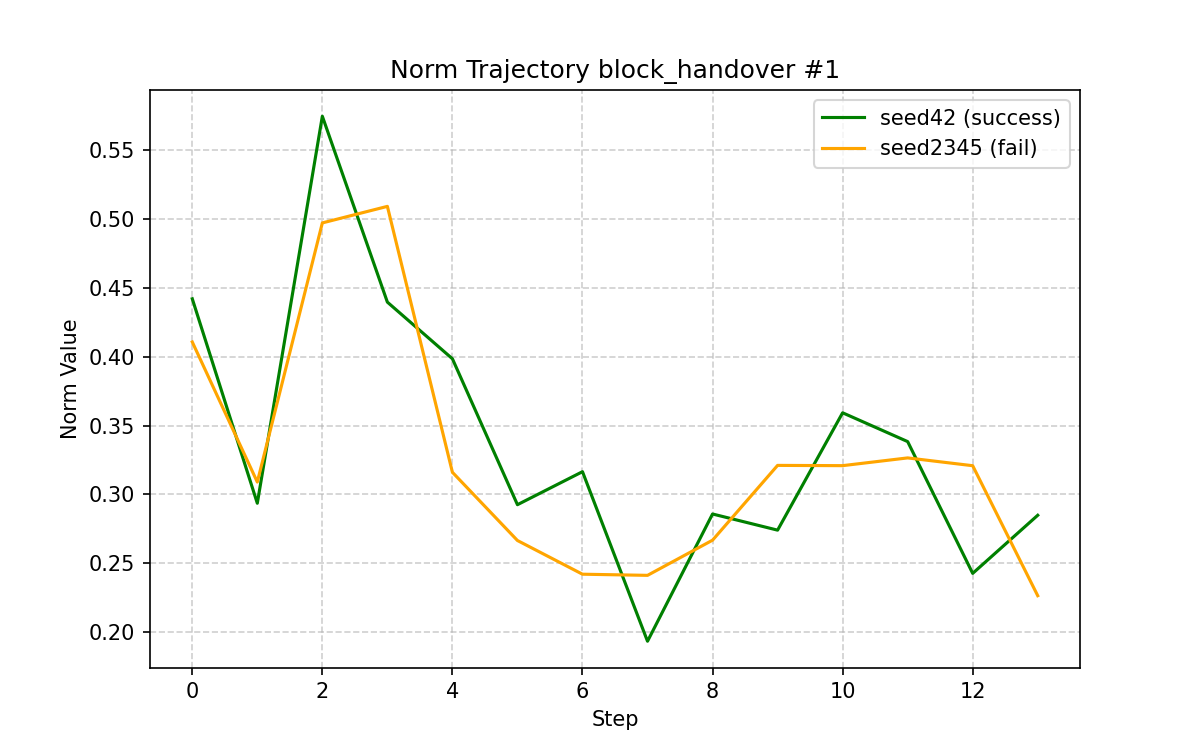 Norm Trajectory block_handover #1
seed42 (success)
seed2345 (fail)
Norm Value
0.55
0.50
0.45
0.40
0.35
0.30
0.25
0.20
0 2 4 6 8 10 12
Step